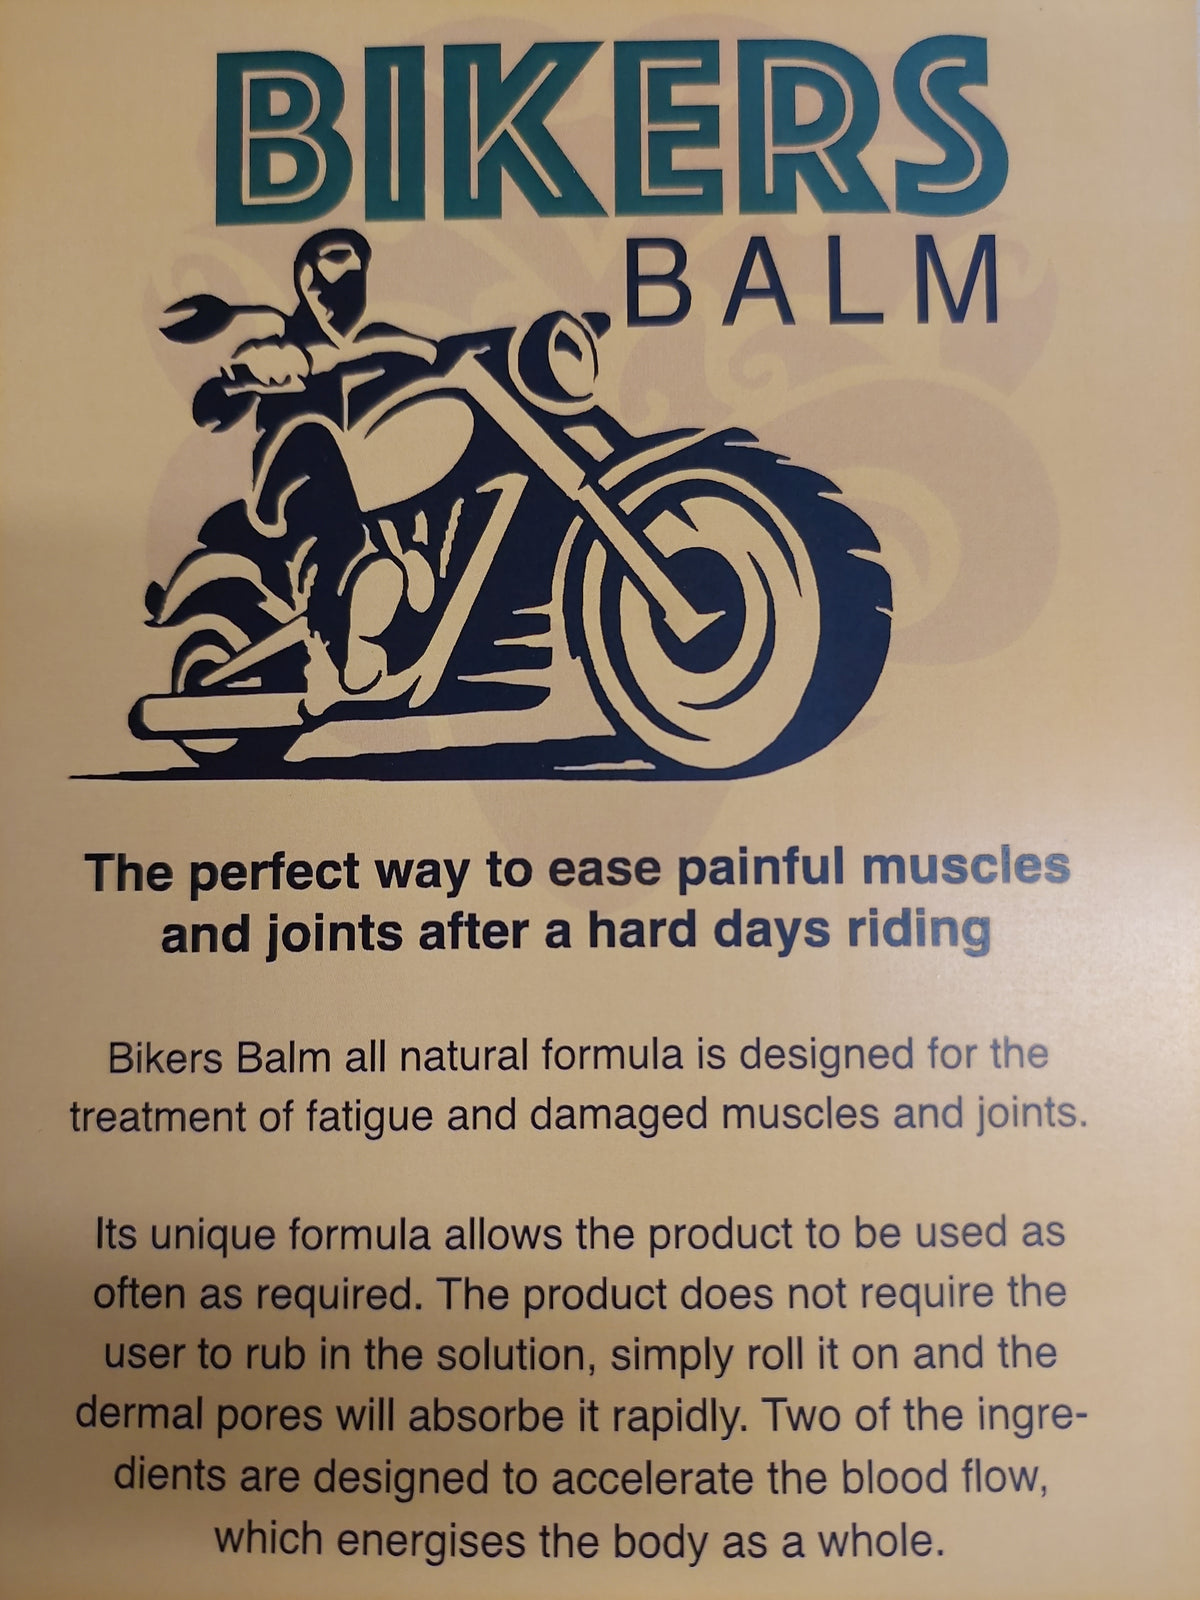 BIKERS
BALM
The perfect way to ease painful muscles
and joints after a hard days riding
Bikers Balm all natural formula is designed for the
treatment of fatigue and damaged muscles and joints.
Its unique formula allows the product to be used as
often as required. The product does not require the
user to rub in the solution, simply roll it on and the
dermal pores will absorbe it rapidly. Two of the ingre-
dients are designed to accelerate the blood flow,
which energises the body as a whole.